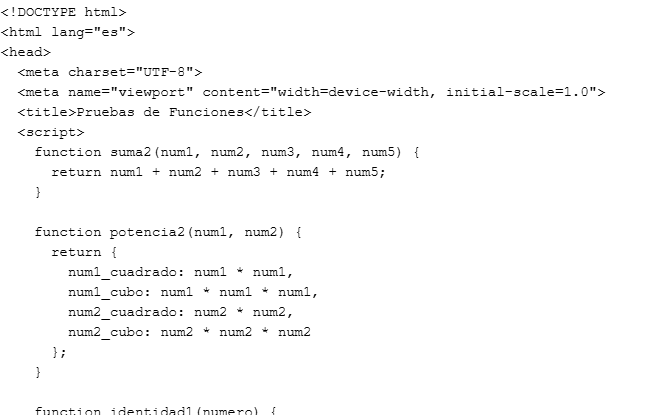 <!DOCTYPE html>
<html lang="es">
<head>
  <meta charset="UTF-8">
  <meta name="viewport" content="width=device-width, initial-scale=1.0">
  <title>Pruebas de Funciones</title>
  <script>
    function suma2(num1, num2, num3, num4, num5) {
      return num1 + num2 + num3 + num4 + num5;
    }

    function potencia2(num1, num2) {
      return {
        num1_cuadrado: num1 * num1,
        num1_cubo: num1 * num1 * num1,
        num2_cuadrado: num2 * num2,
        num2_cubo: num2 * num2 * num2
      };
    }

    function identidad1(numero) {